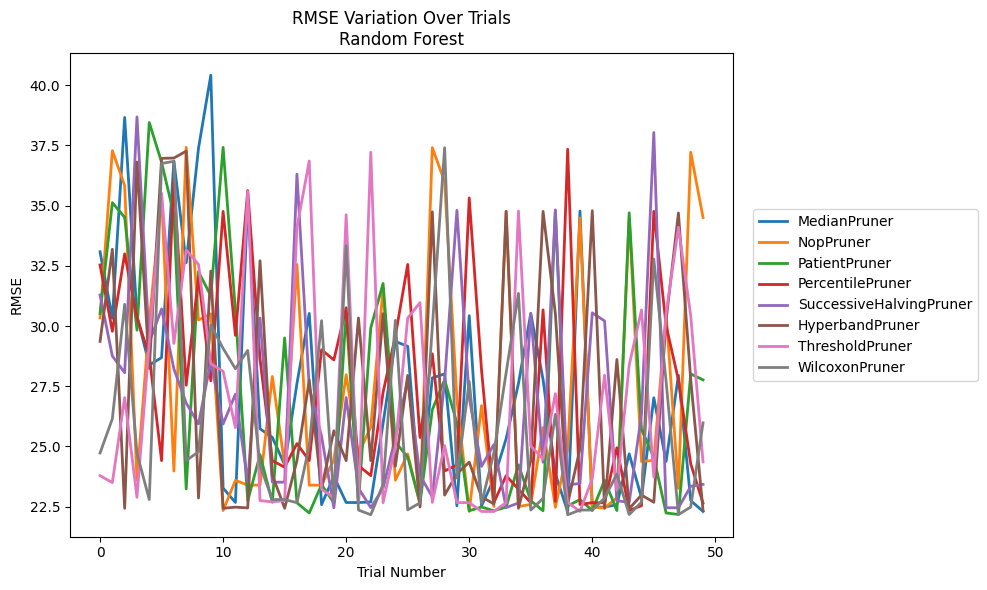 RMSE Variation Over Trials
Random Forest
RMSE
40.0
37.5
35.0
32.5
30.0
27.5
25.0
22.5
0
10
20
30
40
50
Trial Number
MedianPruner
NopPruner
PatientPruner
PercentilePruner
SuccessiveHalvingPruner
HyperbandPruner
ThresholdPruner
WilcoxonPruner